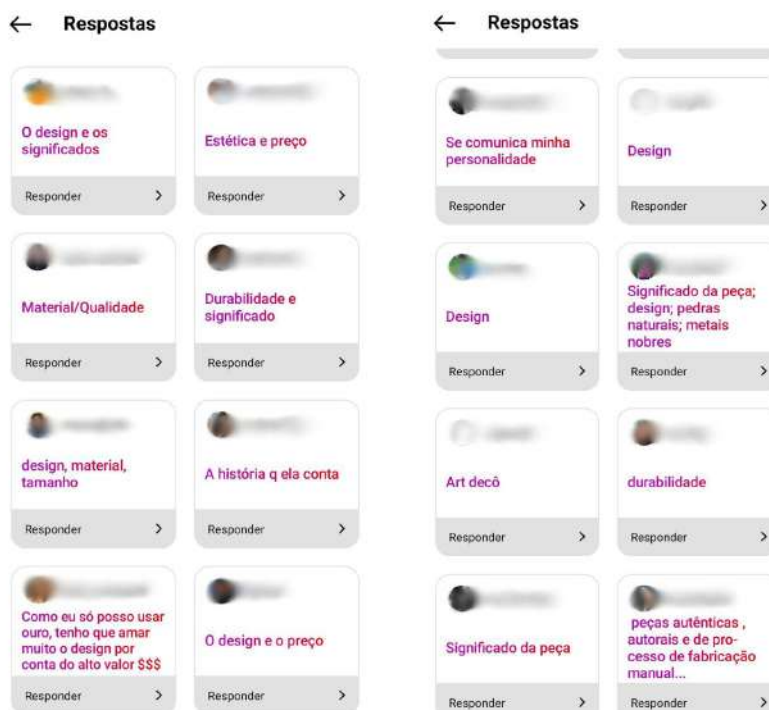 Respostas
O design e os
significados
Responder
Estética e preço
Responder
Material/Qualidade
Responder
Durabilidade e
significado
Responder
design, material,
tamanho
Responder
A história q ela conta
Responder
Como eu só posso usar
ouro, tenho que amar
muito o design por
conta do alto valor $$$
Responder
O design e o preço
Responder
Respostas
Se comunica minha
personalidade
Responder
Design
Responder
Design
Responder
Significado da peça;
design; pedras
naturais; metais
nobres
Responder
Art decô
Responder
durabilidade
Responder
Significado da peça
Responder
peças autênticas ,
autorais e de pro-
cesso de fabricação
manual...
Responder